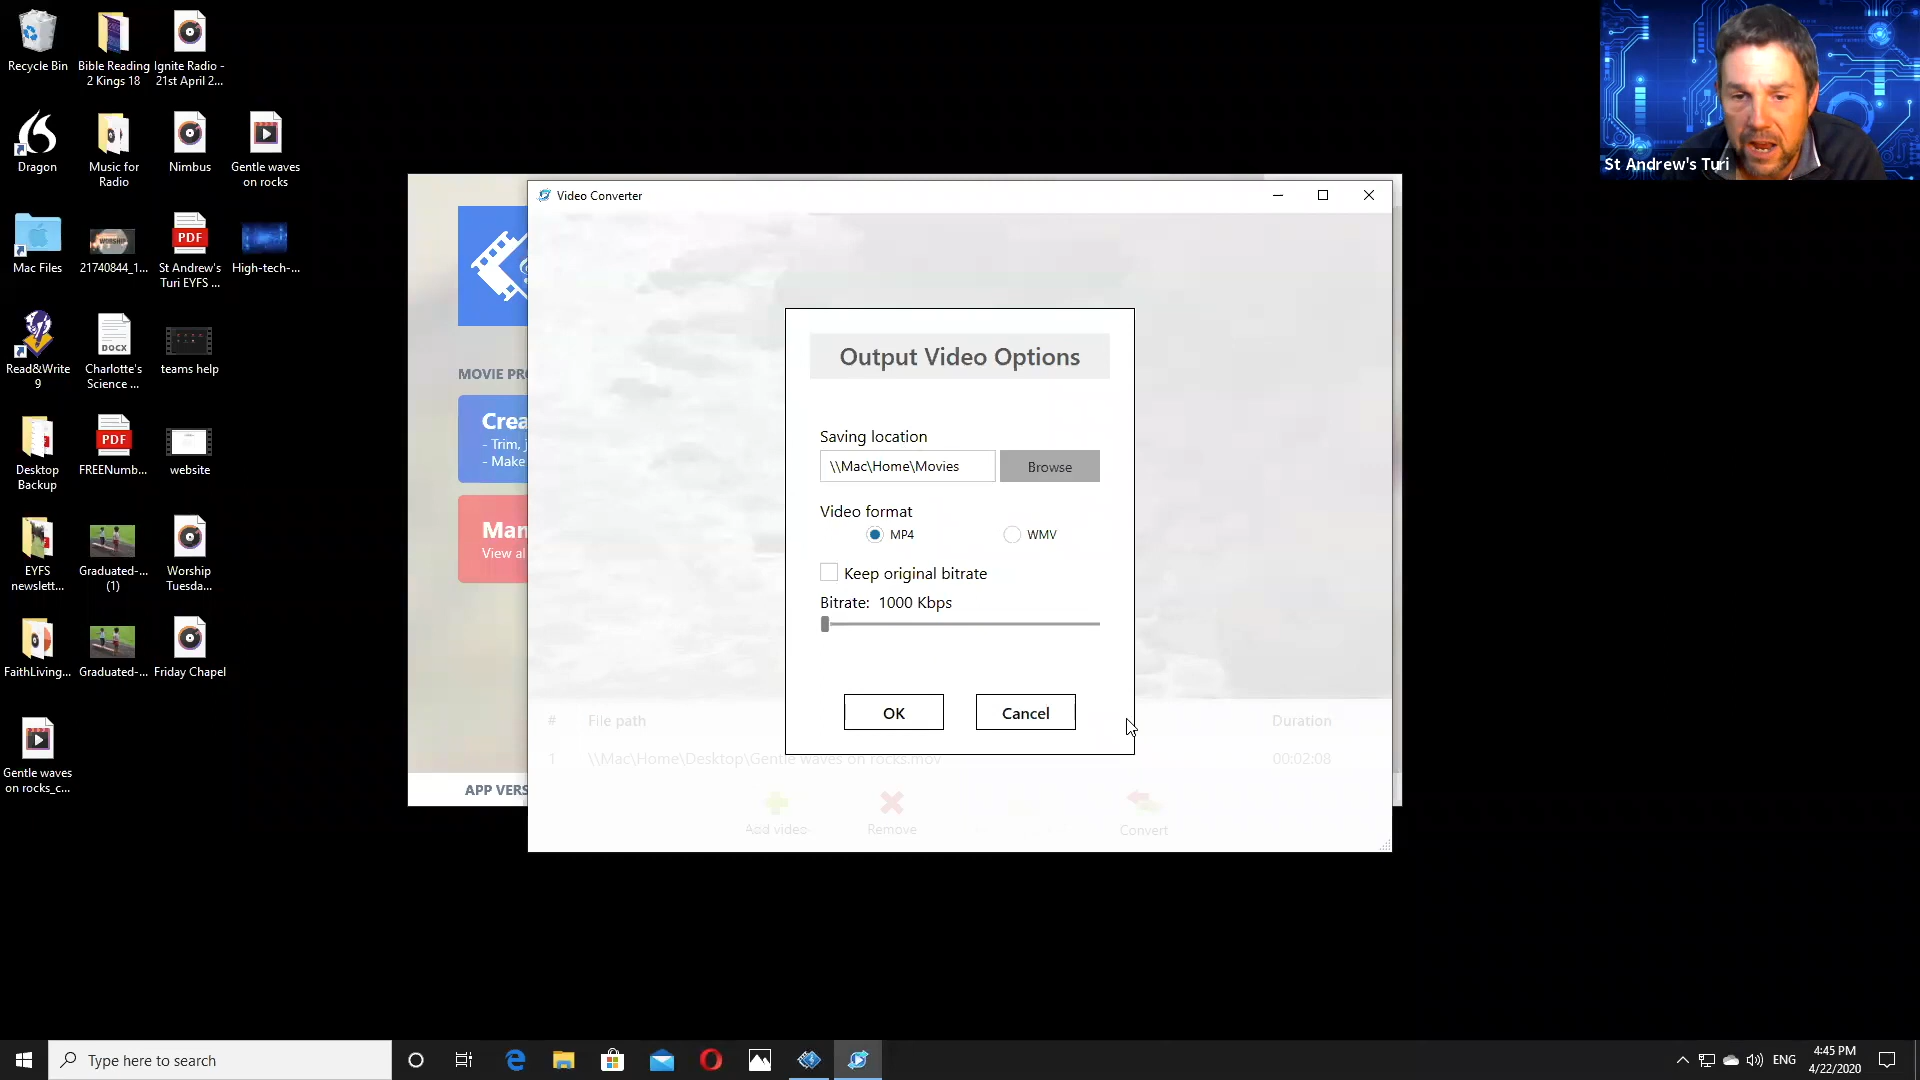 Recycle Bin
Bible Reading
2 Kings 18
Ignite Radio -
21st April 2...
Dragon
Music for
Radio
Nimbus
Gentle waves
on rocks
Mac Files
21740844_1...
PDF
St Andrew's
Turi EYFS ...
High-tech-...
Read&Write
9
DOCX
Charlotte's
Science ...
teams help
Desktop
Backup
PDF
FREENumb...
website
EYFS
newslett...
Graduated-...
(1)
Worship
Tuesda...
FaithLiving...
Graduated-...
Friday Chapel
Gentle waves
on rocks_c...
St Andrew's Turi
MOVIE PR
Crea
- Trim, j
- Make
Man
View al
APP VERS
Video Converter
Output Video Options
Saving location
\\Mac\Home\Movies
Browse
Video format
MP4
WMV
Keep original bitrate
Bitrate: 1000 Kbps
OK
Cancel
# File path Duration
1 \\Mac\Home\Desktop\Gentle waves on rocks.mov 00:02:08
Add video
Remove
Convert
Type here to search
ENG
4:45 PM
4/22/2020